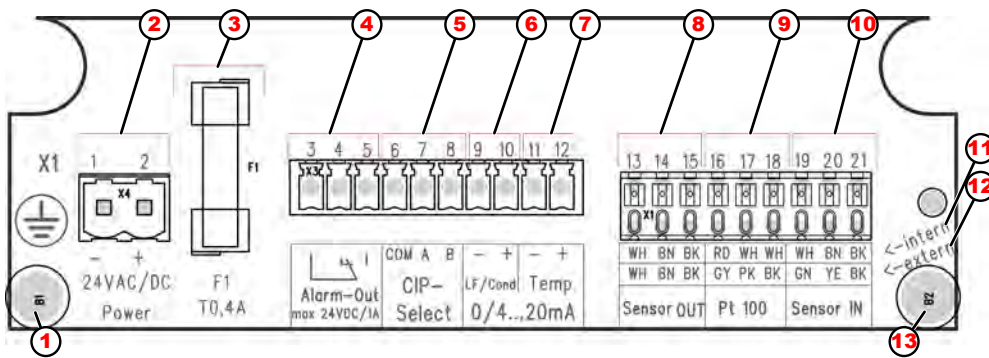 2 3 4 5 6 7 8 9 10
X1 1 2 F1 3 4 5 6 7 8 9 10 11 12 13 14 15 16 17 18 19 20 21
X4 X3 X1
11
12
<-intern
<-extern
- + COM A B - + - + WH BN BK RD WH WH WH BN BK
WH BN BK GY PK BK GN YE BK
24VAC/DC F1 Alarm-Out CIP- LF/Cond Temp
Power T0,4A max 24VDC/1A Select 0/4...20mA Sensor OUT Pt 100 Sensor IN
B1 B2
1 13